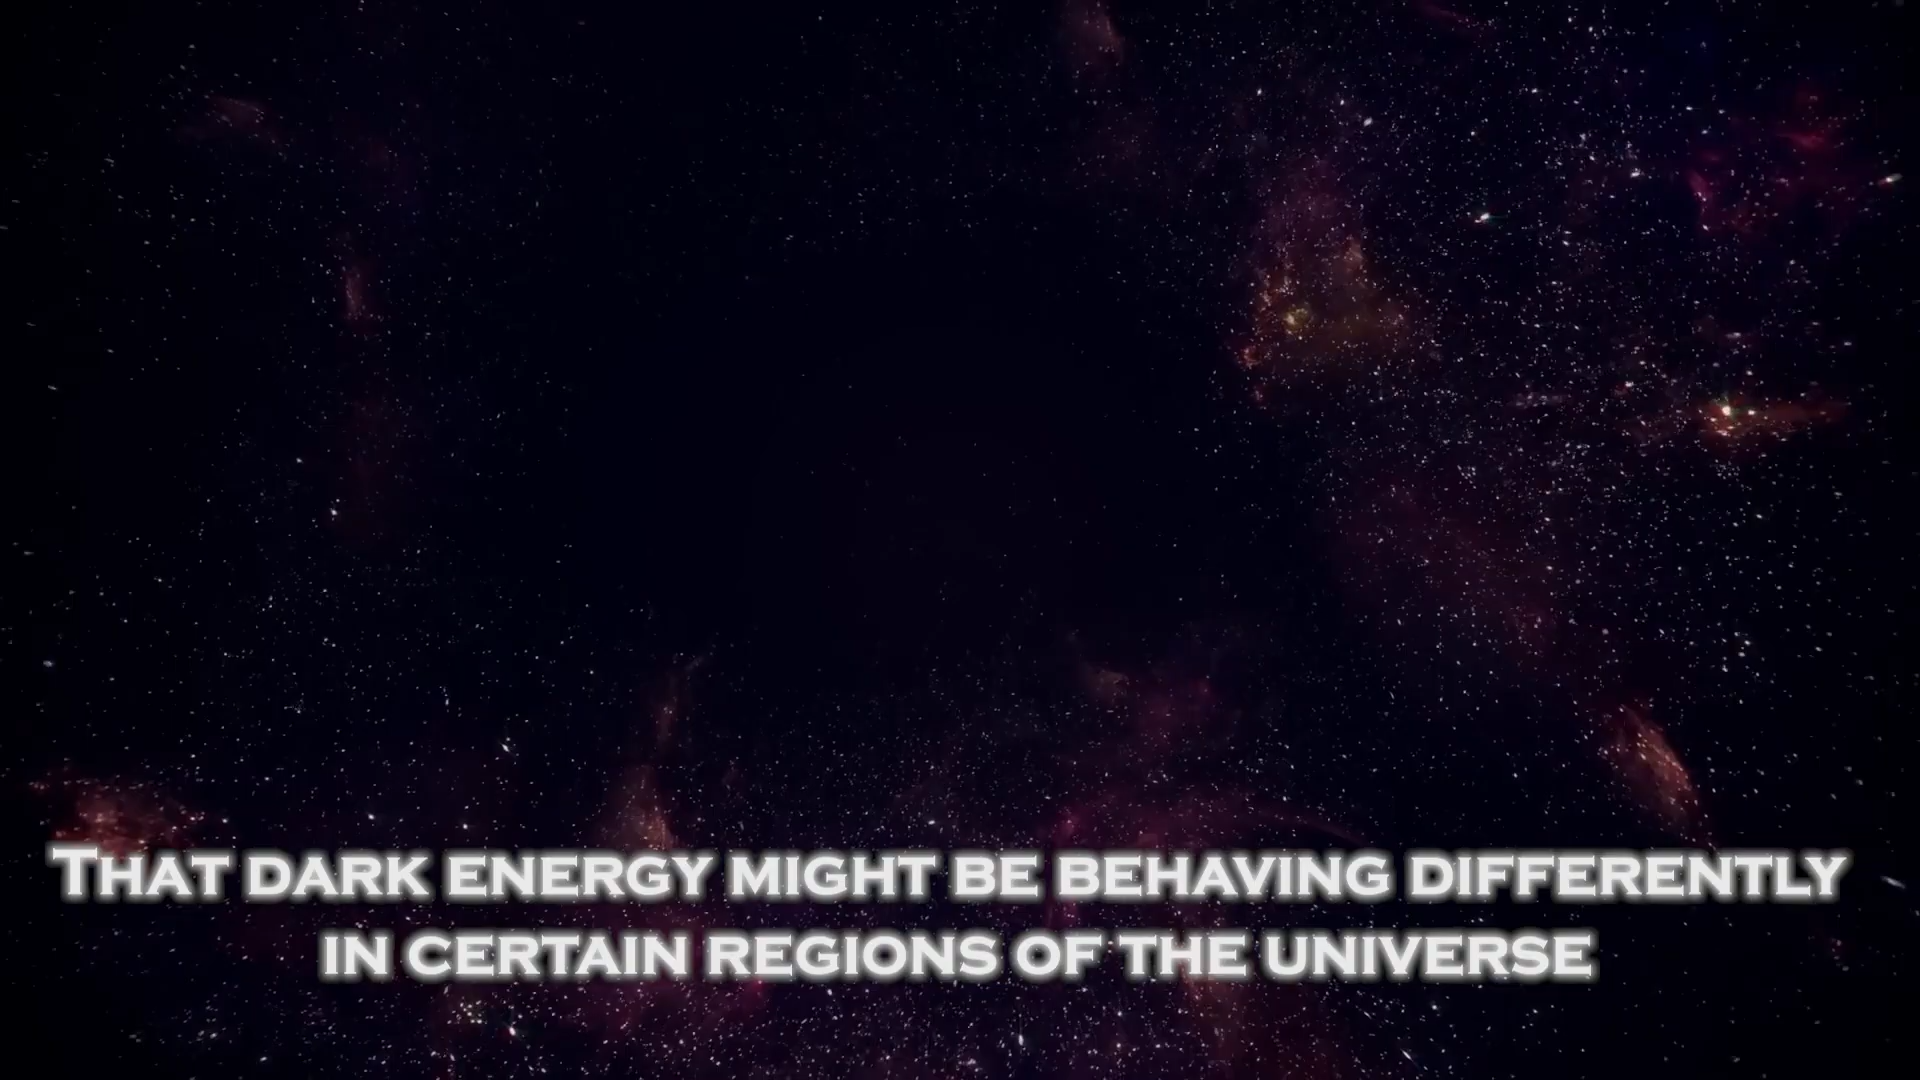 That dark energy might be behaving differently
in certain regions of the universe